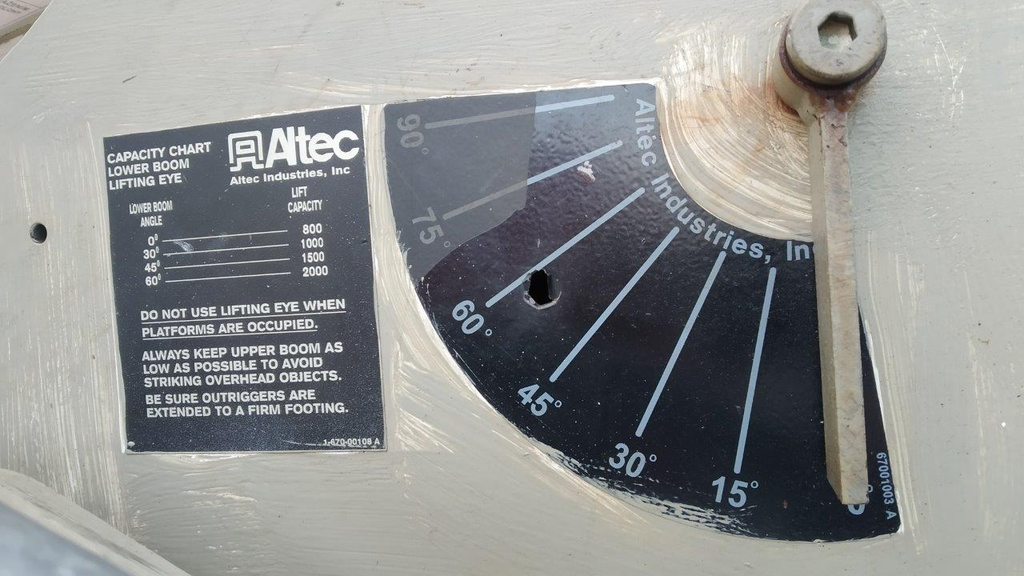 CAPACITY CHART
LOWER BOOM
LIFTING EYE
Altec
Altec Industries, Inc
LOWER BOOM
ANGLE
LIFT
CAPACITY
0° 800
30° 1000
45° 1500
60° 2000
DO NOT USE LIFTING EYE WHEN
PLATFORMS ARE OCCUPIED.
ALWAYS KEEP UPPER BOOM AS
LOW AS POSSIBLE TO AVOID
STRIKING OVERHEAD OBJECTS.
BE SURE OUTRIGGERS ARE
EXTENDED TO A FIRM FOOTING.
1-670-00108 A
Altec Industries, In
90°
75°
60°
45°
30°
15°
67001003 A